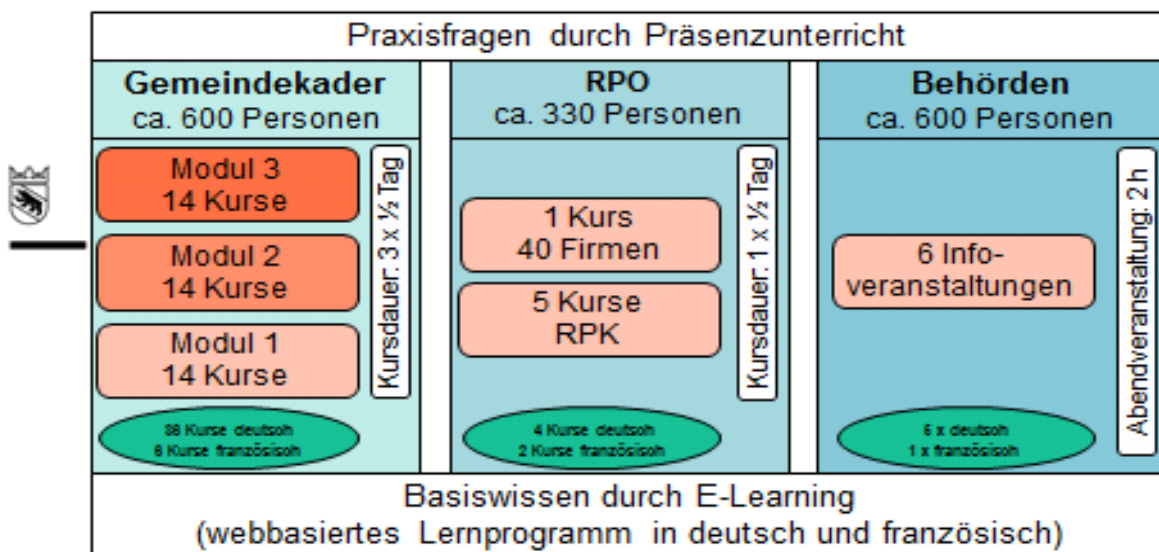 Praxisfragen durch Präsenzunterricht
Gemeindekader
ca. 600 Personen
Modul 3
14 Kurse
Modul 2
14 Kurse
Modul 1
14 Kurse
Kursdauer: 3 x ½ Tag
36 Kurse deutsch
6 Kurse französisch
RPO
ca. 330 Personen
1 Kurs
40 Firmen
5 Kurse
RPK
Kursdauer: 1 x ½ Tag
4 Kurse deutsch
2 Kurse französisch
Behörden
ca. 600 Personen
6 Info-
veranstaltungen
Abendveranstaltung: 2 h
5 x deutsch
1 x französisch
Basiswissen durch E-Learning
(webbasiertes Lernprogramm in deutsch und französisch)